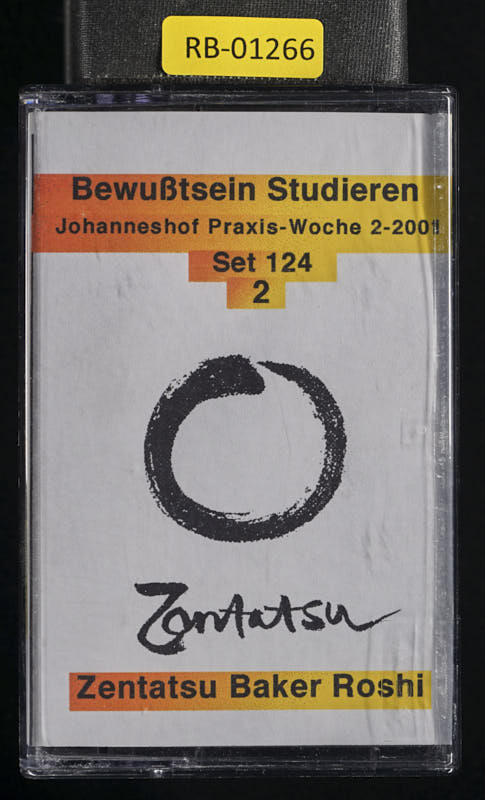 RB-01266
Bewußtsein Studieren
Johanneshof Praxis-Woche 2-2001
Set 124
2
Zentatsu
Zentatsu Baker Roshi